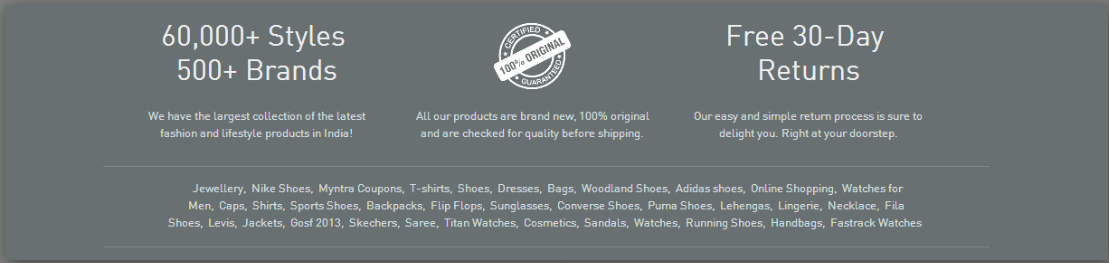 60,000+ Styles
500+ Brands
We have the largest collection of the latest
fashion and lifestyle products in India!
CERTIFIED
100% ORIGINAL
GUARANTEED
All our products are brand new, 100% original
and are checked for quality before shipping.
Free 30-Day
Returns
Our easy and simple return process is sure to
delight you. Right at your doorstep.
Jewellery, Nike Shoes, Myntra Coupons, T-shirts, Shoes, Dresses, Bags, Woodland Shoes, Adidas shoes, Online Shopping, Watches for
Men, Caps, Shirts, Sports Shoes, Backpacks, Flip Flops, Sunglasses, Converse Shoes, Puma Shoes, Lehengas, Lingerie, Necklace, Fila
Shoes, Levis, Jackets, Gosf 2013, Skechers, Saree, Titan Watches, Cosmetics, Sandals, Watches, Running Shoes, Handbags, Fastrack Watches